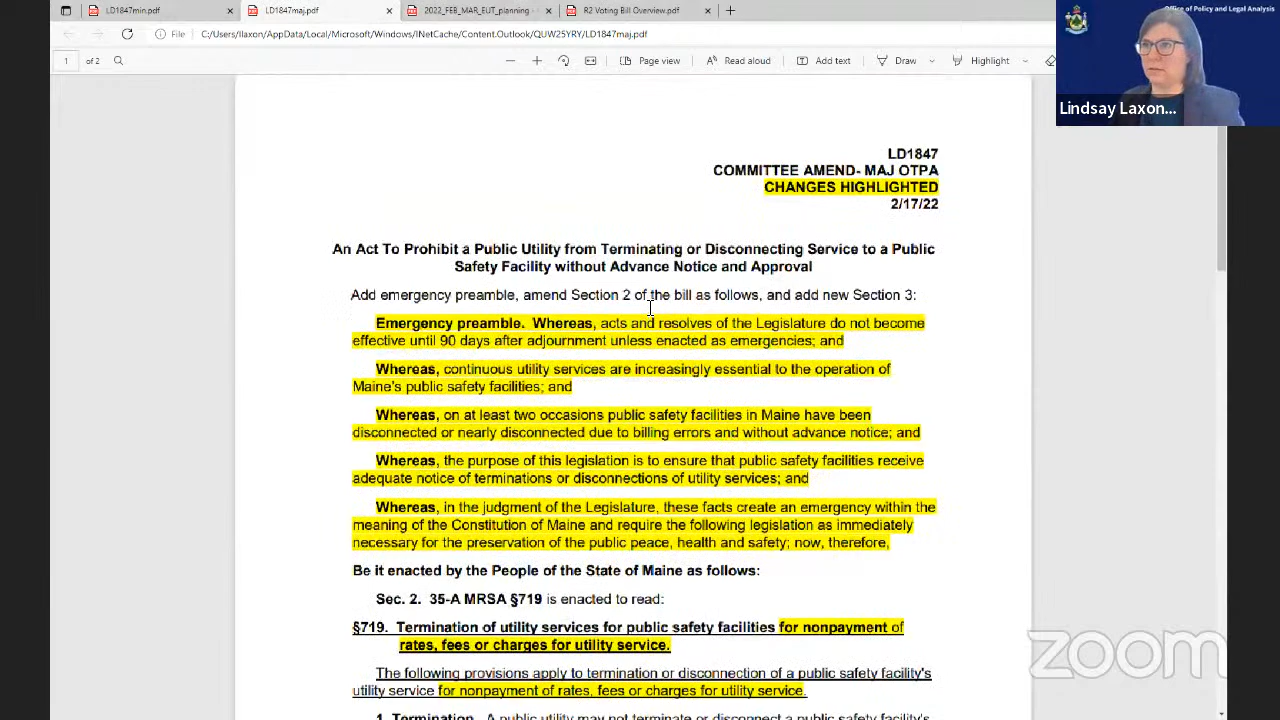 LD1847min.pdf
LD1847maj.pdf
2022_FEB_MAR_EUT_planning -
R2 Voting Bill Overview.pdf
Office of Policy and Legal Analysis
File
C:/Users/llaxon/AppData/Local/Microsoft/Windows/INetCache/Content.Outlook/QUW25YRY/LD1847maj.pdf
1 of 2
Page view
Read aloud
Add text
Draw
Highlight
Lindsay Laxon...
LD1847
COMMITTEE AMEND- MAJ OTPA
CHANGES HIGHLIGHTED
2/17/22
An Act To Prohibit a Public Utility from Terminating or Disconnecting Service to a Public
Safety Facility without Advance Notice and Approval
Add emergency preamble, amend Section 2 of the bill as follows, and add new Section 3:
Emergency preamble. Whereas, acts and resolves of the Legislature do not become
effective until 90 days after adjournment unless enacted as emergencies; and
Whereas, continuous utility services are increasingly essential to the operation of
Maine's public safety facilities; and
Whereas, on at least two occasions public safety facilities in Maine have been
disconnected or nearly disconnected due to billing errors and without advance notice; and
Whereas, the purpose of this legislation is to ensure that public safety facilities receive
adequate notice of terminations or disconnections of utility services; and
Whereas, in the judgment of the Legislature, these facts create an emergency within the
meaning of the Constitution of Maine and require the following legislation as immediately
necessary for the preservation of the public peace, health and safety; now, therefore,
Be it enacted by the People of the State of Maine as follows:
Sec. 2. 35-A MRSA §719 is enacted to read:
§719. Termination of utility services for public safety facilities for nonpayment of
rates, fees or charges for utility service.
The following provisions apply to termination or disconnection of a public safety facility's
utility service for nonpayment of rates, fees or charges for utility service.
1. Termination. A public utility may not terminate or disconnect a public safety facility's
zoom